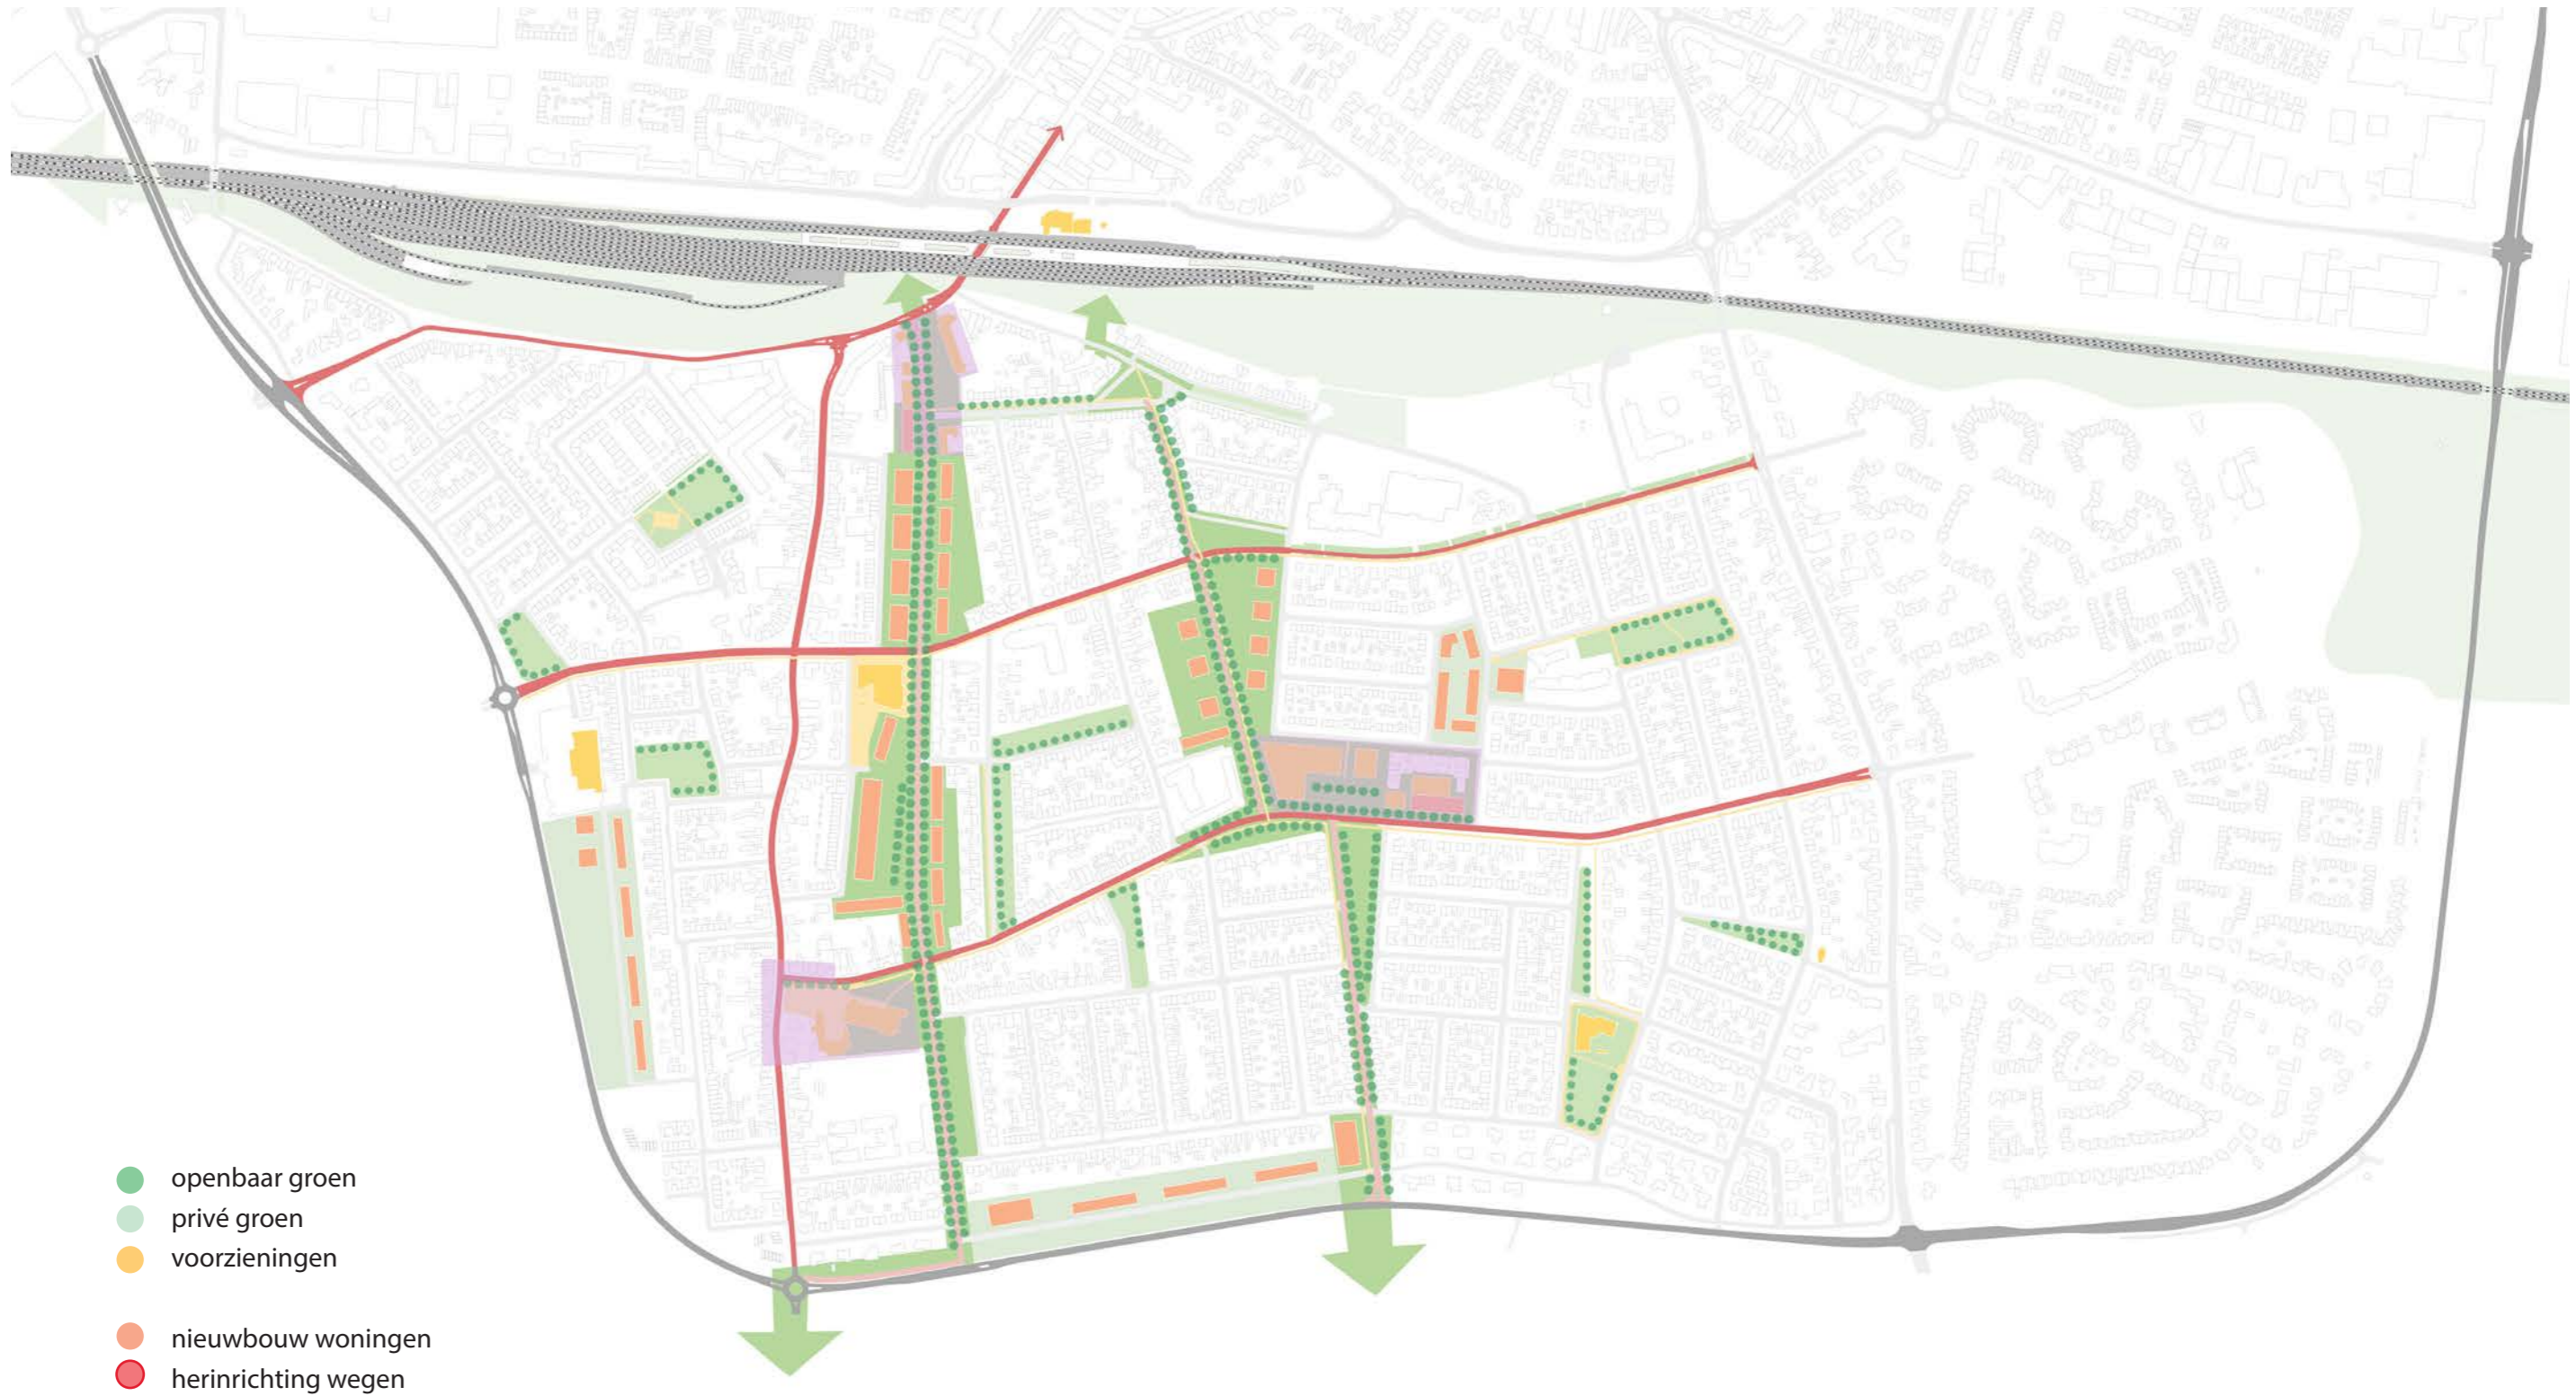 openbaar groen
privé groen
voorzieningen
nieuwbouw woningen
herinrichting wegen